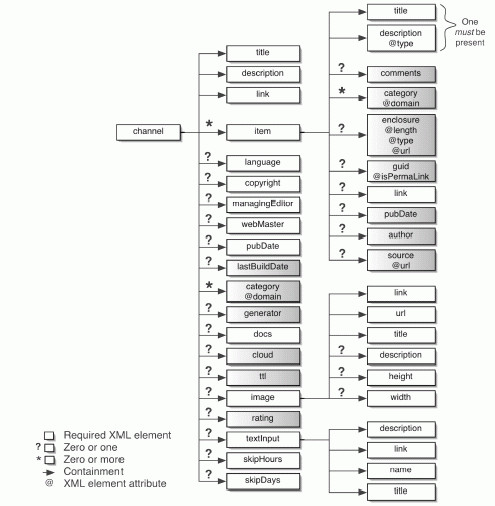 title
description
@type
One
must be
present
comments
category
@domain
enclosure
@length
@type
@url
guid
@isPermaLink
link
pubDate
author
source
@url
channel
title
description
link
item
language
copyright
managingEditor
webMaster
pubDate
lastBuildDate
category
@domain
generator
docs
cloud
ttl
image
rating
textInput
skipHours
skipDays
link
url
title
description
height
width
description
link
name
title
?
*
?
?
?
?
?
?
*
?
?
?
?
?
?
*
?
?
?
?
?
?
?
?
?
?
?
?
Required XML element
? Zero or one
* Zero or more
Containment
@ XML element attribute